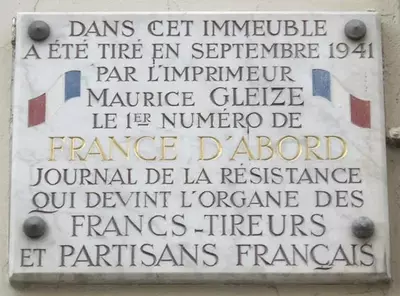 DANS CET IMMEUBLE
A ÉTÉ TIRÉ EN SEPTEMBRE 1941
PAR L'IMPRIMEUR
MAURICE GLEIZE
LE 1ER NUMÉRO DE
FRANCE D'ABORD
JOURNAL DE LA RÉSISTANCE
QUI DEVINT L'ORGANE DES
FRANCS-TIREURS
ET PARTISANS FRANÇAIS